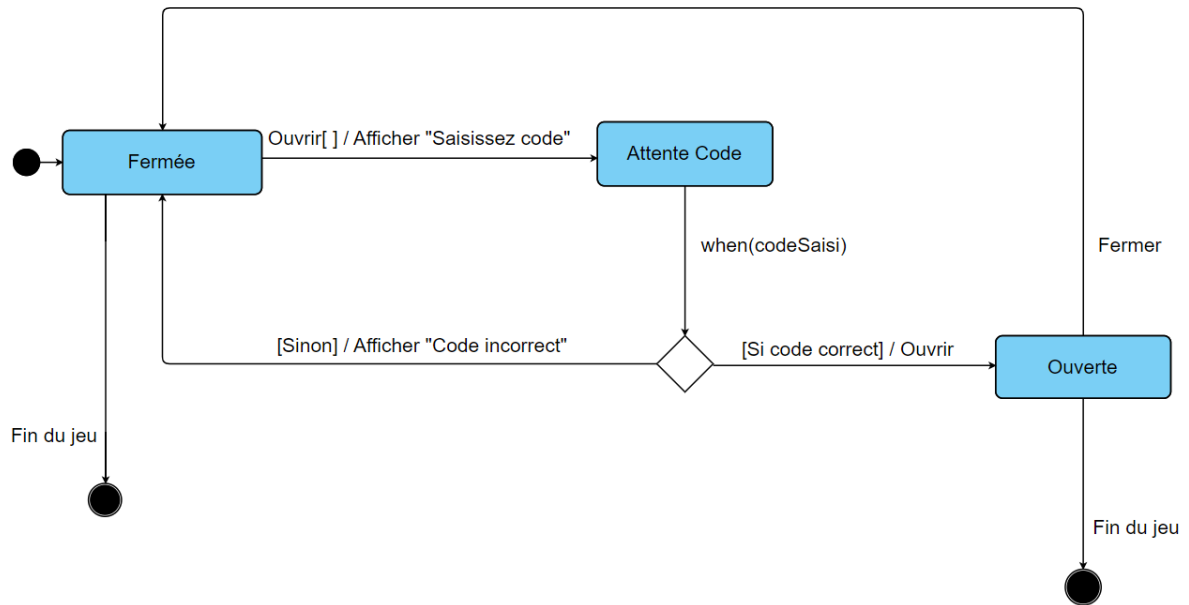 Ouvrir[ ] / Afficher "Saisissez code"
Fermée
Attente Code
when(codeSaisi)
Fermer
[Sinon] / Afficher "Code incorrect"
[Si code correct] / Ouvrir
Ouverte
Fin du jeu
Fin du jeu